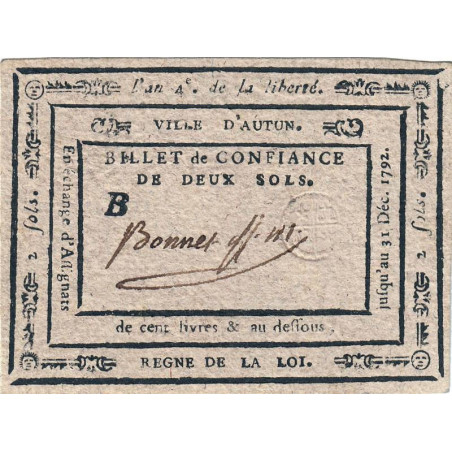 l'an 4e. de la liberté.
VILLE D'AUTUN.
BILLET de CONFIANCE
DE DEUX SOLS.
B
Bonnet
de cent livres & au deſſous.
REGNE DE LA LOI.
2 ſols.
En échange d'Aſſignats
juſqu'au 31 Déc. 1792.
2 ſols.